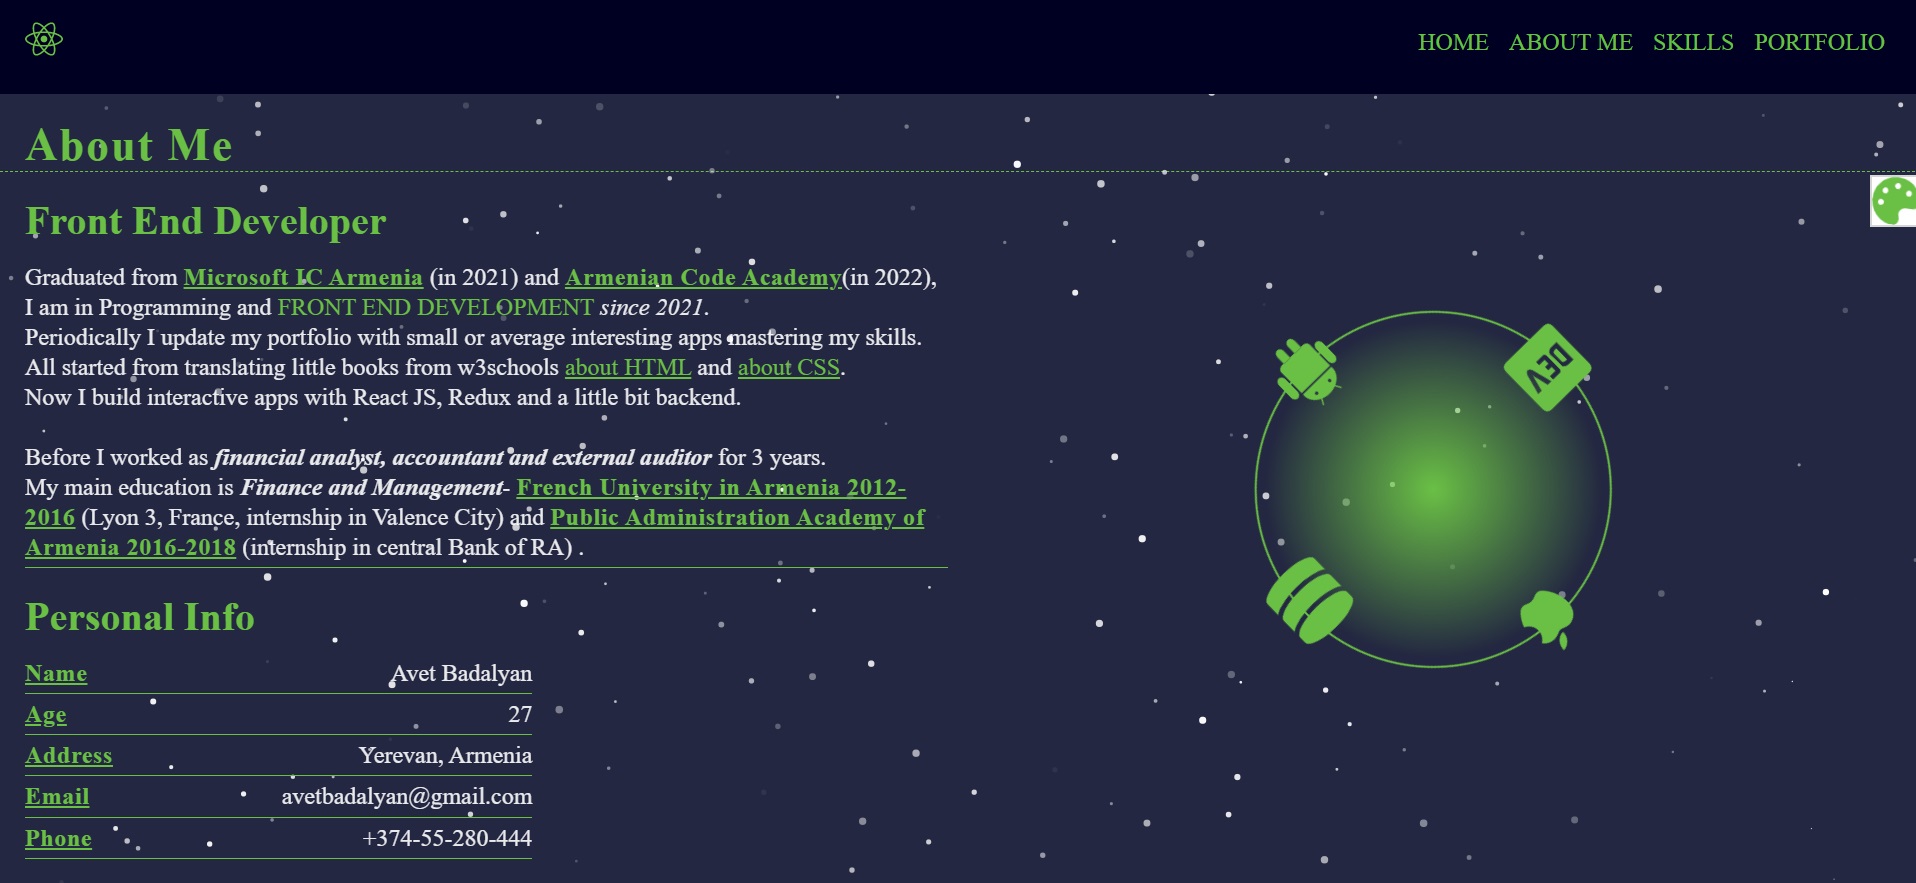 HOME ABOUT ME SKILLS PORTFOLIO
About Me
Front End Developer
Graduated from Microsoft IC Armenia (in 2021) and Armenian Code Academy(in 2022),
I am in Programming and FRONT END DEVELOPMENT since 2021.
Periodically I update my portfolio with small or average interesting apps mastering my skills.
All started from translating little books from w3schools about HTML and about CSS.
Now I build interactive apps with React JS, Redux and a little bit backend.
Before I worked as financial analyst, accountant and external auditor for 3 years.
My main education is Finance and Management- French University in Armenia 2012-
2016 (Lyon 3, France, internship in Valence City) and Public Administration Academy of
Armenia 2016-2018 (internship in central Bank of RA) .
DEV
Personal Info
Name Avet Badalyan
Age 27
Address Yerevan, Armenia
Email avetbadalyan@gmail.com
Phone +374-55-280-444